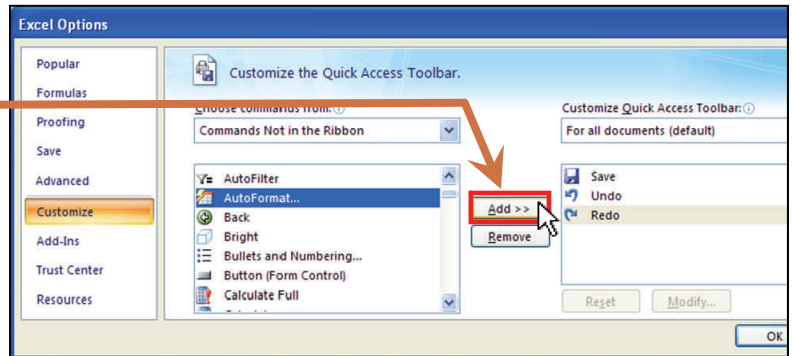 Excel Options
Popular
Formulas
Proofing
Save
Advanced
Customize
Add-Ins
Trust Center
Resources
Customize the Quick Access Toolbar.
Choose commands from:
Commands Not in the Ribbon
AutoFilter
AutoFormat...
Back
Bright
Bullets and Numbering...
Button (Form Control)
Calculate Full
Add >>
Remove
Customize Quick Access Toolbar:
For all documents (default)
Save
Undo
Redo
Reset
Modify...
OK